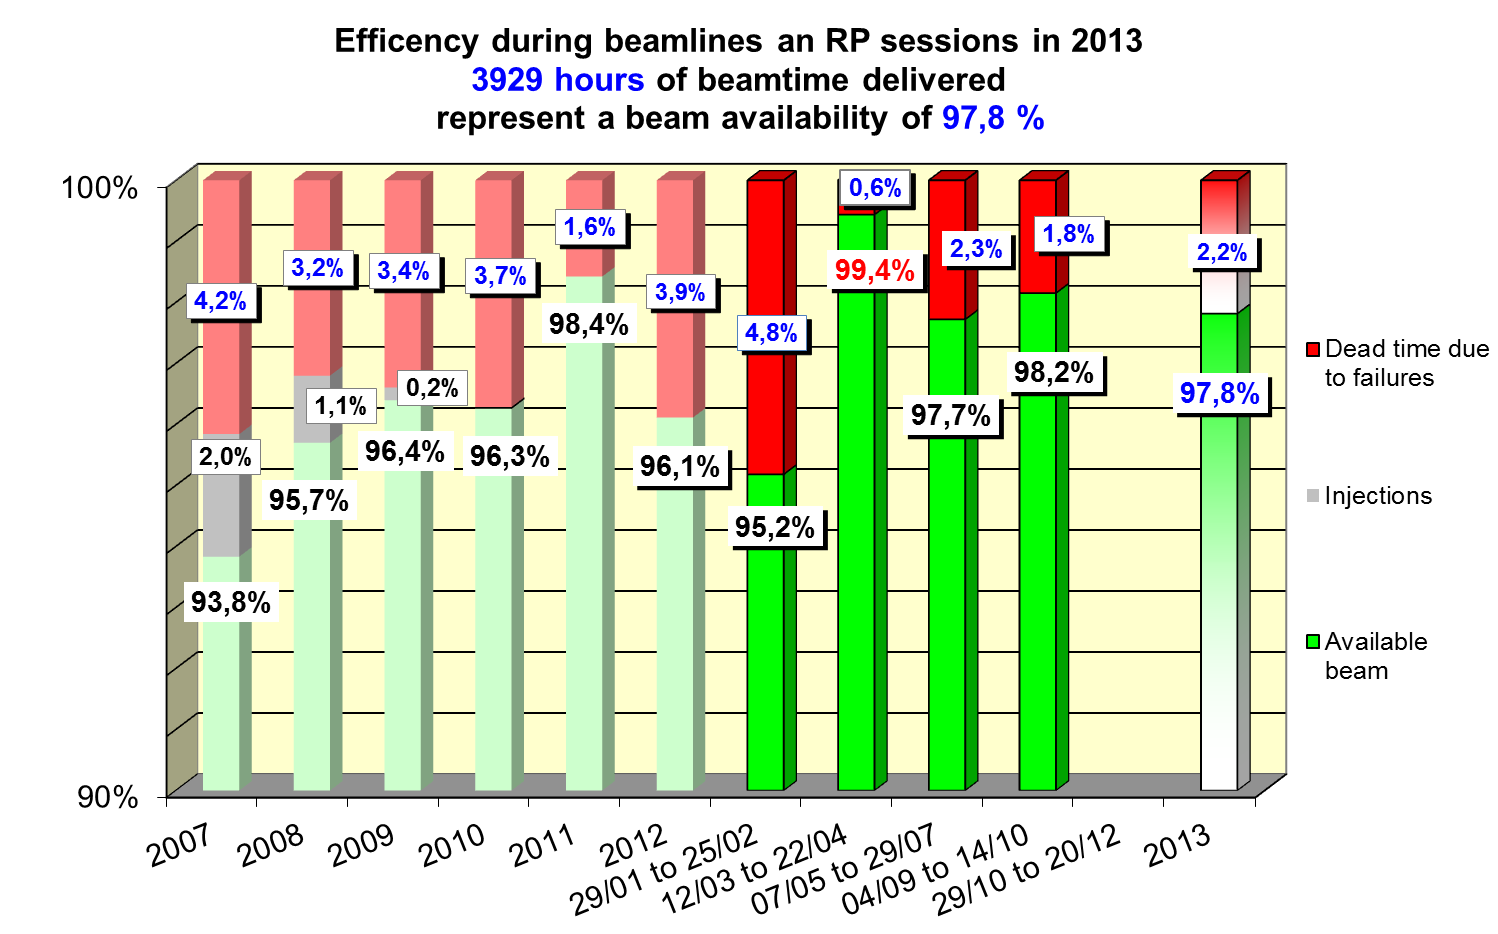 Efficency during beamlines an RP sessions in 2013
3929 hours of beamtime delivered
represent a beam availability of 97,8 %
100%
90%
4,2%
2,0%
93,8%
3,2%
1,1%
95,7%
3,4%
0,2%
96,4%
3,7%
96,3%
1,6%
98,4%
3,9%
96,1%
4,8%
95,2%
0,6%
99,4%
2,3%
97,7%
1,8%
98,2%
2,2%
97,8%
Dead time due
to failures
Injections
Available
beam
2007
2008
2009
2010
2011
2012
29/01 to 25/02
12/03 to 22/04
07/05 to 29/07
04/09 to 14/10
29/10 to 20/12
2013